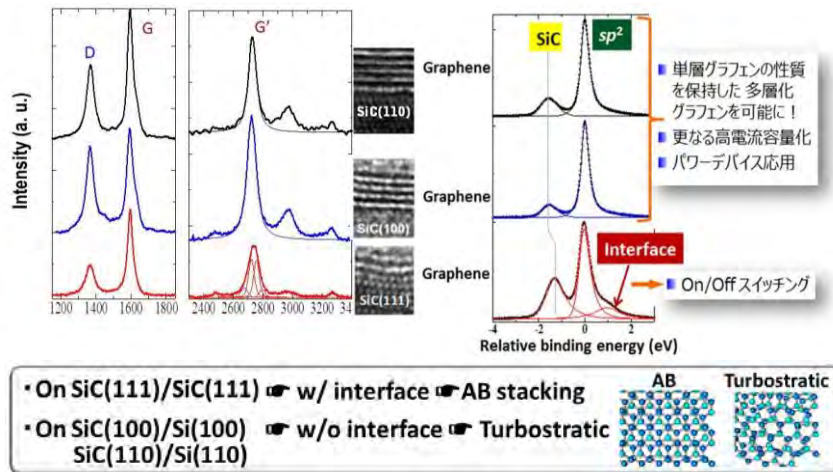 D
G
G'
Intensity (a. u.)
1200 1400 1600 1800
2400 2600 2800 3000 3200 34
SiC(110)
SiC(100)
SiC(111)
Graphene
Graphene
Graphene
SiC
sp²
Interface
-4 -2 0 2
Relative binding energy (eV)
単層グラフェンの性質
を保持した 多層化
グラフェンを可能に！
更なる高電流容量化
パワーデバイス応用
On/Off スイッチング
・On SiC(111)/SiC(111) ☛ w/ interface ☛AB stacking
・On SiC(100)/Si(100) ☛ w/o interface ☛ Turbostratic
SiC(110)/Si(110)
AB
Turbostratic